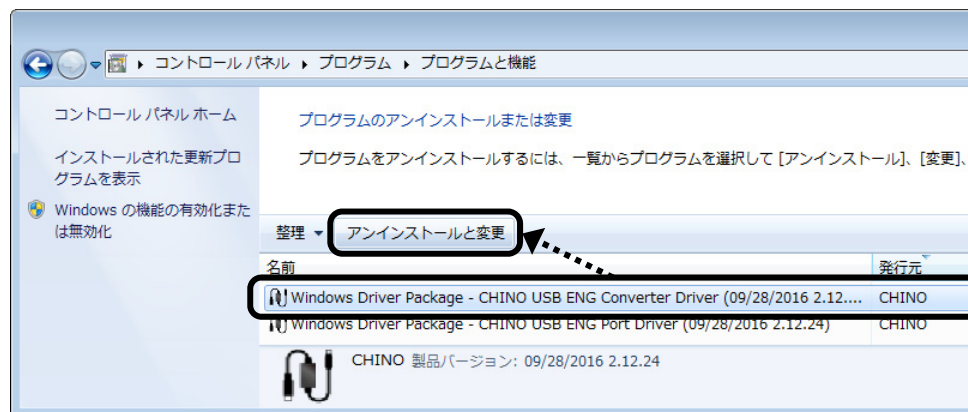 コントロール パネル ▸ プログラム ▸ プログラムと機能
コントロール パネル ホーム
インストールされた更新プロ
グラムを表示
Windows の機能の有効化また
は無効化
プログラムのアンインストールまたは変更
プログラムをアンインストールするには、一覧からプログラムを選択して [アンインストール]、[変更]、
整理 ▼ アンインストールと変更
名前 発行元
Windows Driver Package - CHINO USB ENG Converter Driver (09/28/2016 2.12.... CHINO
Windows Driver Package - CHINO USB ENG Port Driver (09/28/2016 2.12.24) CHINO
CHINO 製品バージョン: 09/28/2016 2.12.24